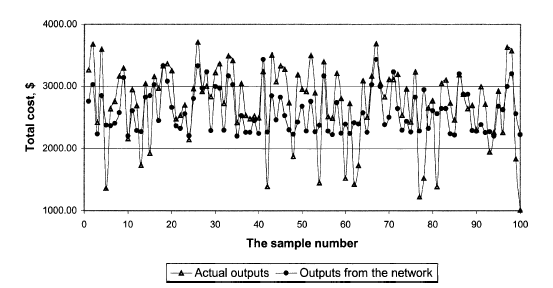 4000.00
3000.00
2000.00
1000.00
Total cost, $
0 10 20 30 40 50 60 70 80 90 100
The sample number
Actual outputs Outputs from the network